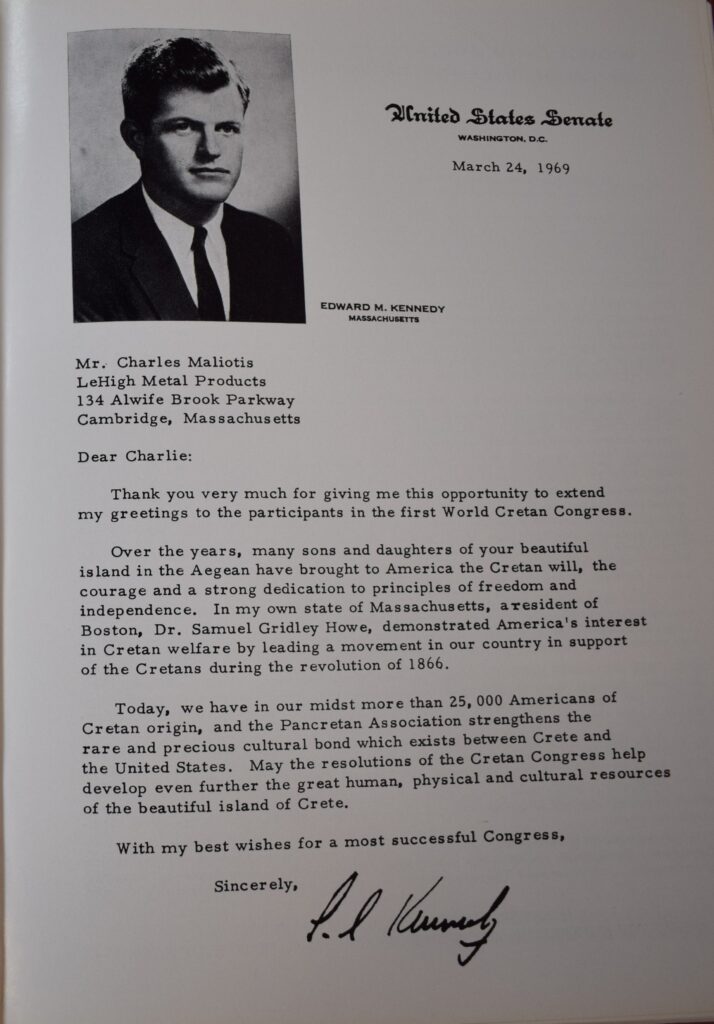 United States Senate
WASHINGTON, D.C.
March 24, 1969
EDWARD M. KENNEDY
MASSACHUSETTS
Mr. Charles Maliotis
LeHigh Metal Products
134 Alwife Brook Parkway
Cambridge, Massachusetts
Dear Charlie:
Thank you very much for giving me this opportunity to extend
my greetings to the participants in the first World Cretan Congress.
Over the years, many sons and daughters of your beautiful
island in the Aegean have brought to America the Cretan will, the
courage and a strong dedication to principles of freedom and
independence. In my own state of Massachusetts, a resident of
Boston, Dr. Samuel Gridley Howe, demonstrated America's interest
in Cretan welfare by leading a movement in our country in support
of the Cretans during the revolution of 1866.
Today, we have in our midst more than 25,000 Americans of
Cretan origin, and the Pancretan Association strengthens the
rare and precious cultural bond which exists between Crete and
the United States. May the resolutions of the Cretan Congress help
develop even further the great human, physical and cultural resources
of the beautiful island of Crete.
With my best wishes for a most successful Congress,
Sincerely,
Kennedy